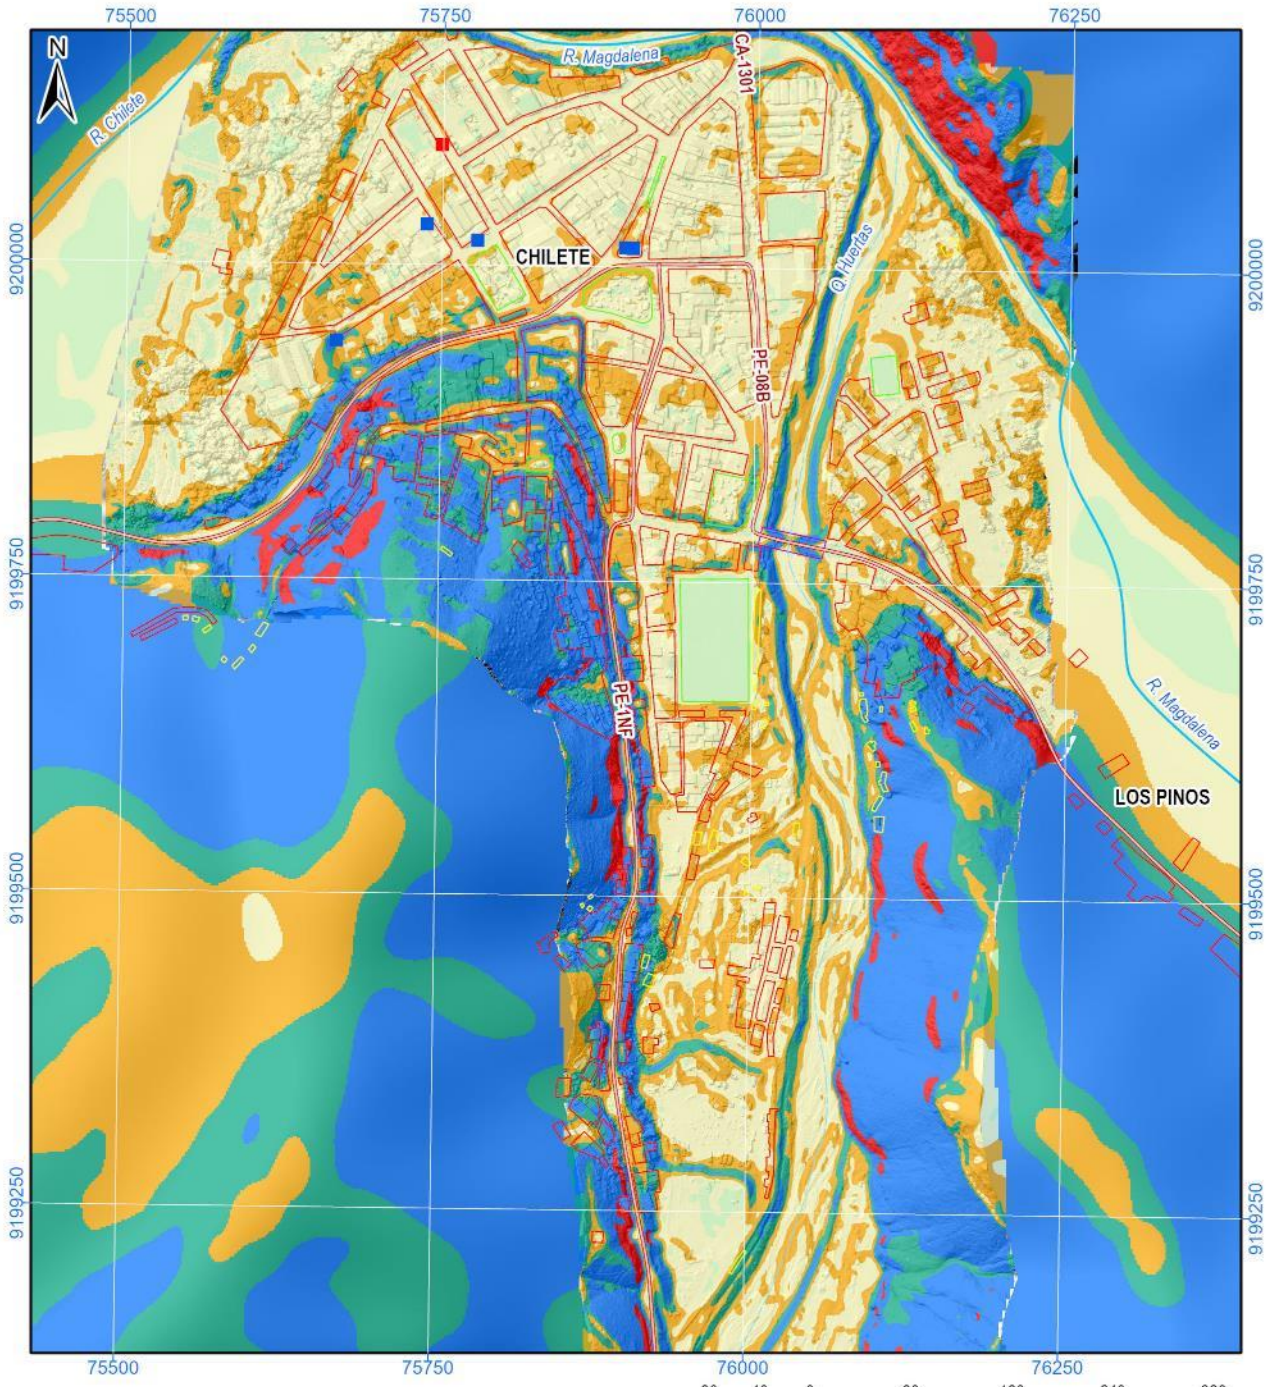 75500 75750 76000 76250
N
R. Magdalena
CA-1301
R. Chilete
Q. Huertas
CHILETE
9200000
9200000
PE-08B
9199750
9199750
PE-1NF
R. Magdalena
LOS PINOS
9199500
9199500
9199250
9199250
75500 75750 76000 76250